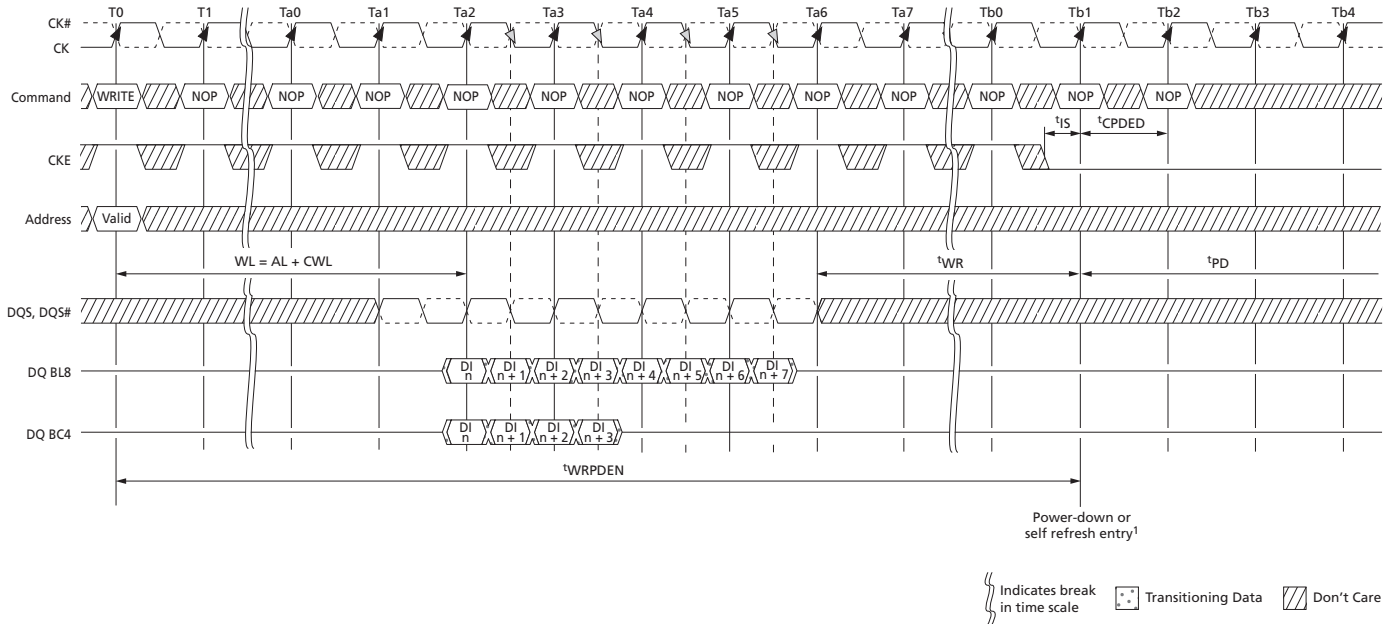 T0 T1 Ta0 Ta1 Ta2 Ta3 Ta4 Ta5 Ta6 Ta7 Tb0 Tb1 Tb2 Tb3 Tb4
CK#
CK
Command WRITE NOP NOP NOP NOP NOP NOP NOP NOP NOP NOP NOP NOP
tIS tCPDED
CKE
Address Valid
WL = AL + CWL tWR tPD
DQS, DQS#
DQ BL8 DI n DI n + 1 DI n + 2 DI n + 3 DI n + 4 DI n + 5 DI n + 6 DI n + 7
DQ BC4 DI n DI n + 1 DI n + 2 DI n + 3
tWRPDEN
Power-down or
self refresh entry1
Indicates break
in time scale
Transitioning Data
Don't Care